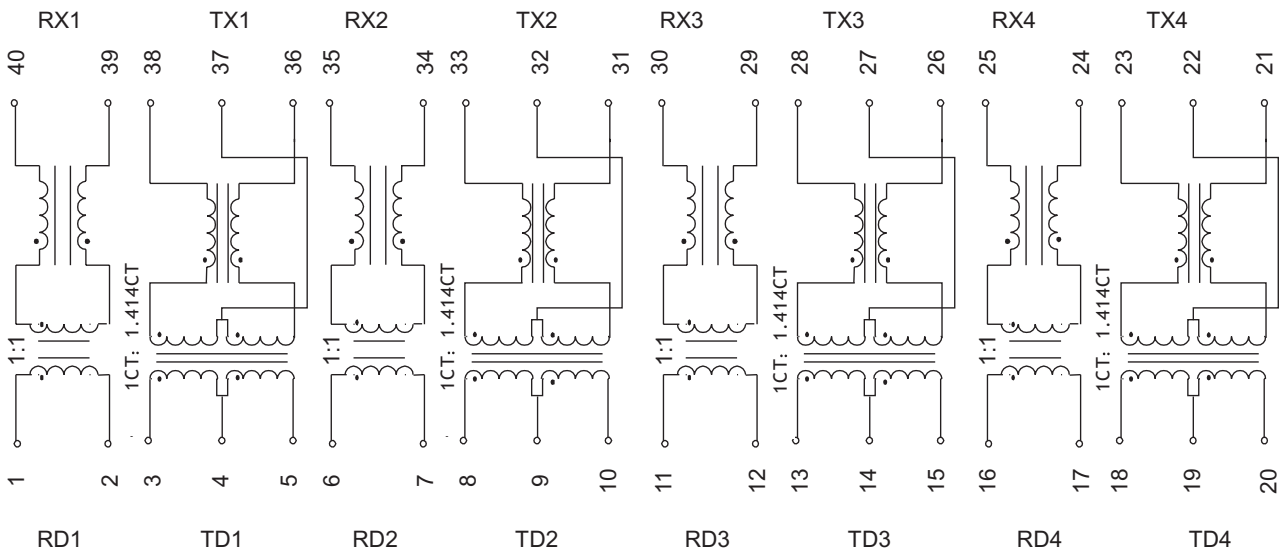 RX1 TX1 RX2 TX2 RX3 TX3 RX4 TX4
40 39 38 37 36 35 34 33 32 31 30 29 28 27 26 25 24 23 22 21
1:1 1CT: 1.414CT 1:1 1CT: 1.414CT 1:1 1CT: 1.414CT 1:1 1CT: 1.414CT
1 2 3 4 5 6 7 8 9 10 11 12 13 14 15 16 17 18 19 20
RD1 TD1 RD2 TD2 RD3 TD3 RD4 TD4